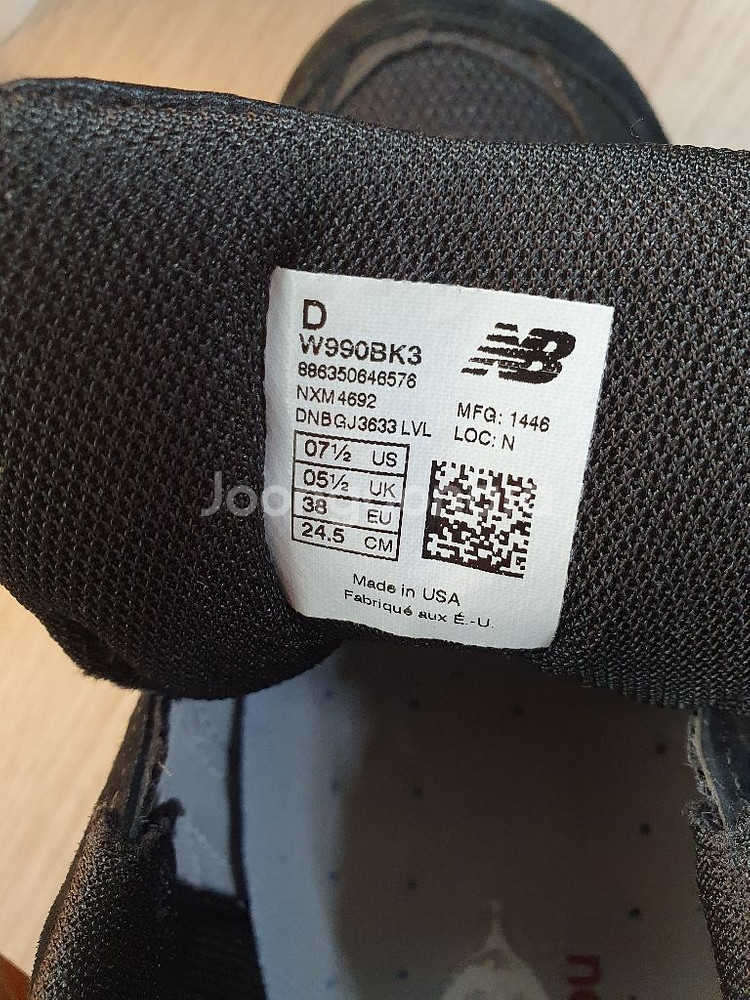 D
W990BK3
886350646576
NXM4692
DNBGJ3633 LVL
NB
MFG: 1446
LOC: N
07½ US
05½ UK
38 EU
24.5 CM
Made in USA
Fabriqué aux É.-U.